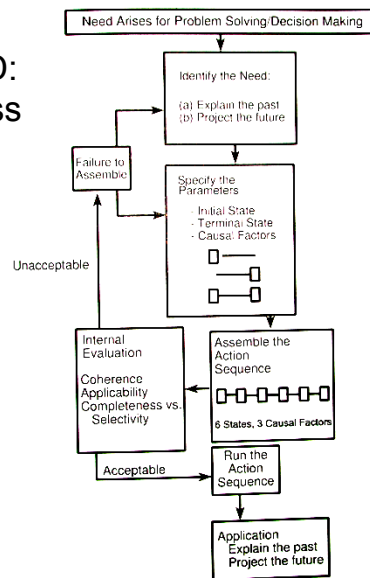 Need Arises for Problem Solving/Decision Making
Identify the Need:
(a) Explain the past
(b) Project the future
Failure to
Assemble
Specify the
Parameters
- Initial State
- Terminal State
- Causal Factors
Unacceptable
Internal
Evaluation
Coherence
Applicability
Completeness vs.
Selectivity
Assemble the
Action
Sequence
6 States, 3 Causal Factors
Acceptable
Run the
Action
Sequence
Application
Explain the past
Project the future